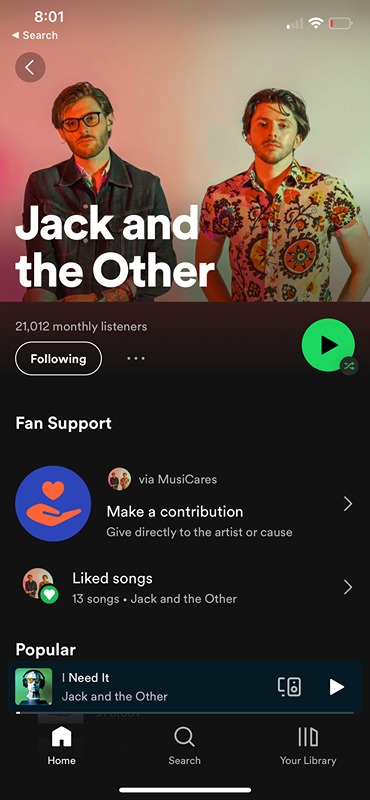 8:01
◀ Search
Jack and
the Other
21,012 monthly listeners
Following
Fan Support
via MusiCares
Make a contribution
Give directly to the artist or cause
Liked songs
13 songs • Jack and the Other
Popular
I Need It
Jack and the Other
Home
Search
Your Library